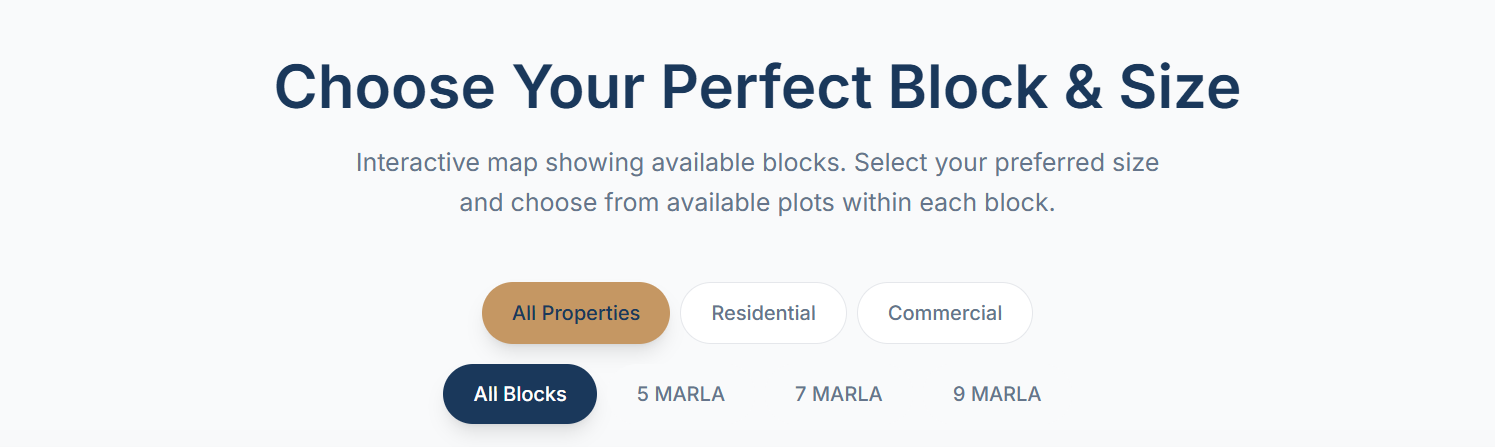 Choose Your Perfect Block & Size
Interactive map showing available blocks. Select your preferred size
and choose from available plots within each block.
All Properties Residential Commercial
All Blocks 5 MARLA 7 MARLA 9 MARLA